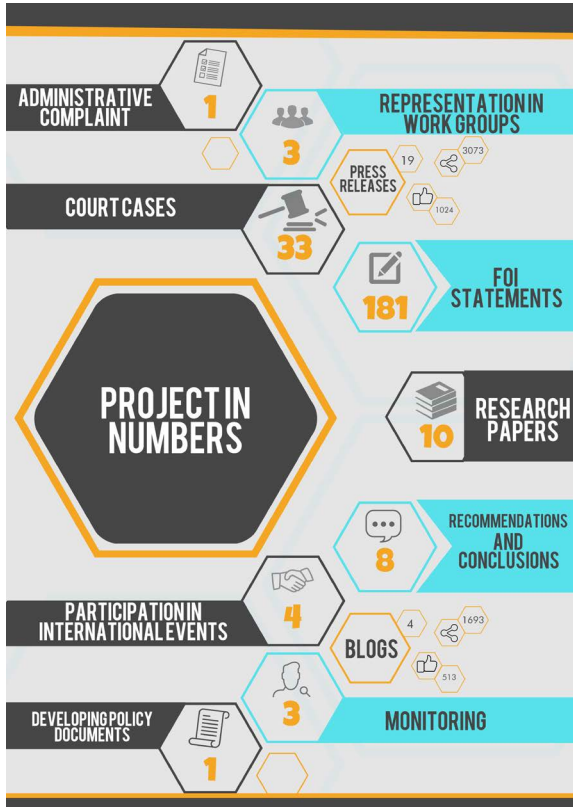 ADMINISTRATIVE
COMPLAINT
1
3
REPRESENTATION IN
WORK GROUPS
PRESS
RELEASES
19
3073
1024
COURT CASES
33
181
FOI
STATEMENTS
PROJECT IN
NUMBERS
10
RESEARCH
PAPERS
8
RECOMMENDATIONS
AND
CONCLUSIONS
PARTICIPATION IN
INTERNATIONAL EVENTS
4
BLOGS
4
1693
513
3
MONITORING
DEVELOPING POLICY
DOCUMENTS
1